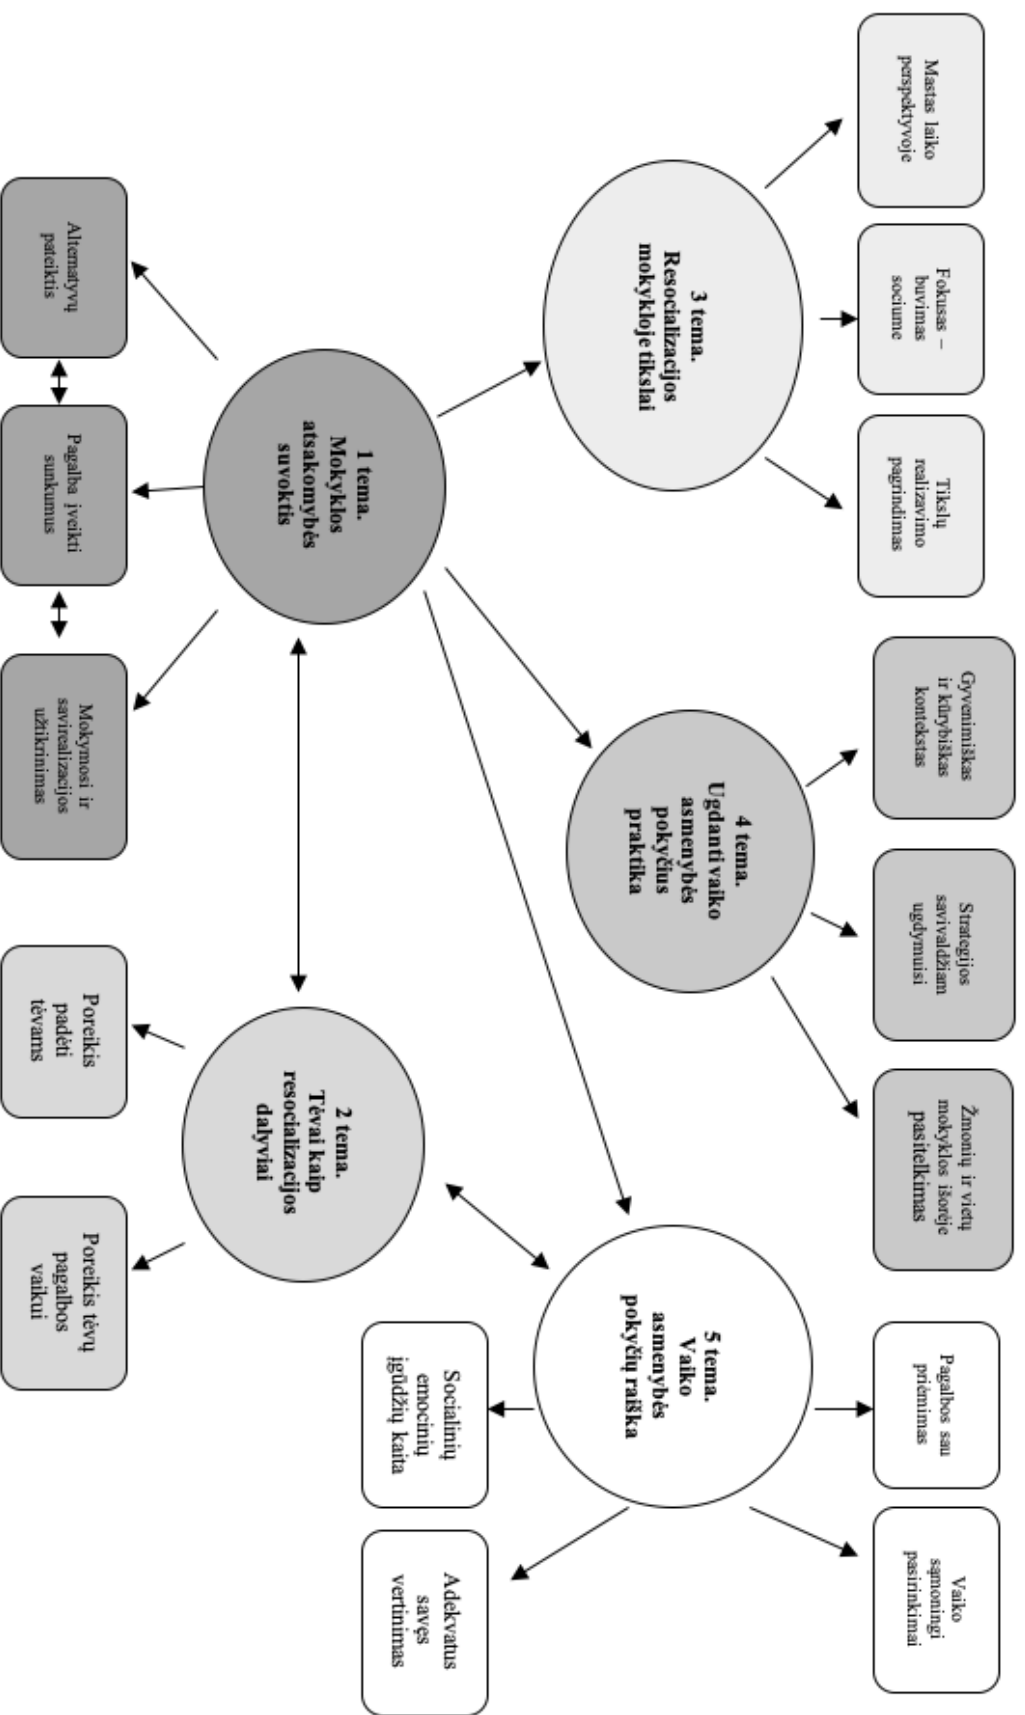 Mastas laiko
perspektyvoje
Fokusas –
buvimas
sociume
Tikslų
realizavimo
pagrindimas
Gyvenimiškas
ir kūrybiškas
kontekstas
Strategijos
savivaldžiam
ugdymuisi
Žmonių ir vietų
mokyklos išorėje
pasitelkimas
Pagalbos sau
priėmimas
Vaiko
sąmoningi
pasirinkimai
3 tema.
Resocializacijos
mokykloje tikslai
4 tema.
Ugdanti vaiko
asmenybės
pokyčius
praktika
5 tema.
Vaiko
asmenybės
pokyčių raiška
1 tema.
Mokyklos
atsakomybės
suvoktis
2 tema.
Tėvai kaip
resocializacijos
dalyviai
Socialinių
emocinių
įgūdžių kaita
Adekvatus
savęs
vertinimas
Alternatyvų
pateiktis
Pagalba įveikti
sunkumus
Mokymosi ir
savirealizacijos
užtikrinimas
Poreikis
padėti
tėvams
Poreikis tėvų
pagalbos
vaikui